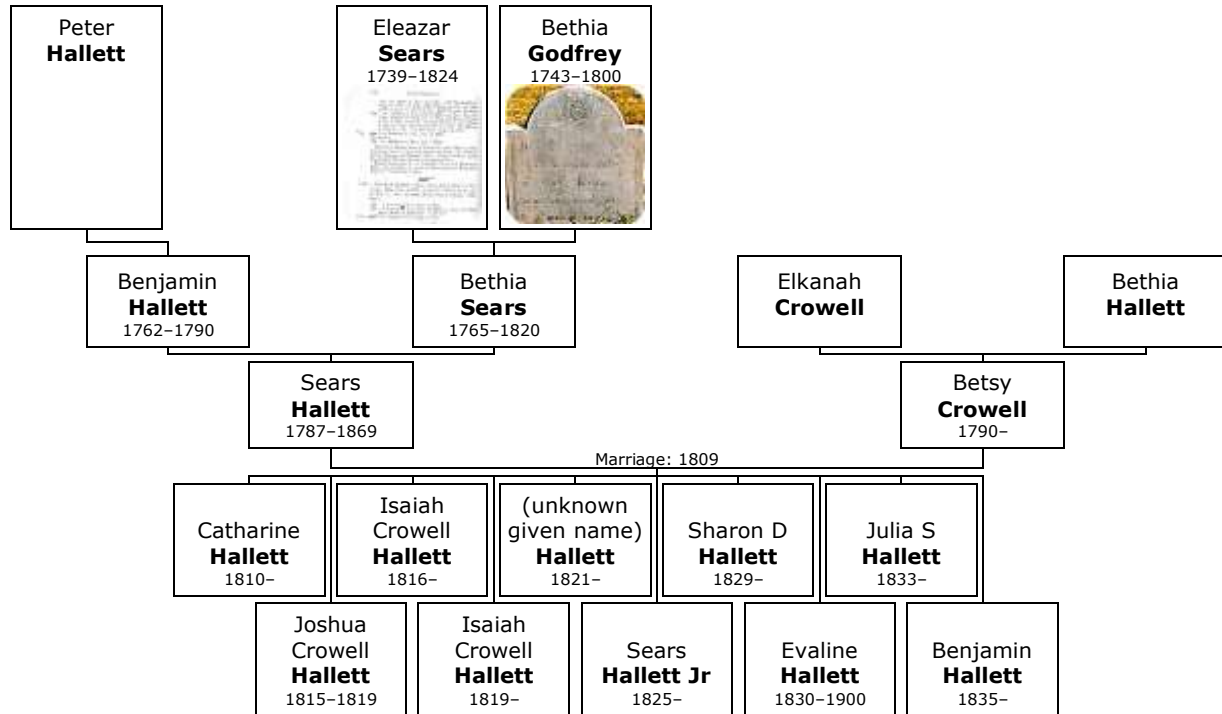 Peter
Hallett
Eleazar
Sears
1739–1824
Bethia
Godfrey
1743–1800
Benjamin
Hallett
1762–1790
Bethia
Sears
1765–1820
Elkanah
Crowell
Bethia
Hallett
Sears
Hallett
1787–1869
Betsy
Crowell
1790–
Marriage: 1809
Catharine
Hallett
1810–
Isaiah
Crowell
Hallett
1816–
(unknown
given name)
Hallett
1821–
Sharon D
Hallett
1829–
Julia S
Hallett
1833–
Joshua
Crowell
Hallett
1815–1819
Isaiah
Crowell
Hallett
1819–
Sears
Hallett Jr
1825–
Evaline
Hallett
1830–1900
Benjamin
Hallett
1835–